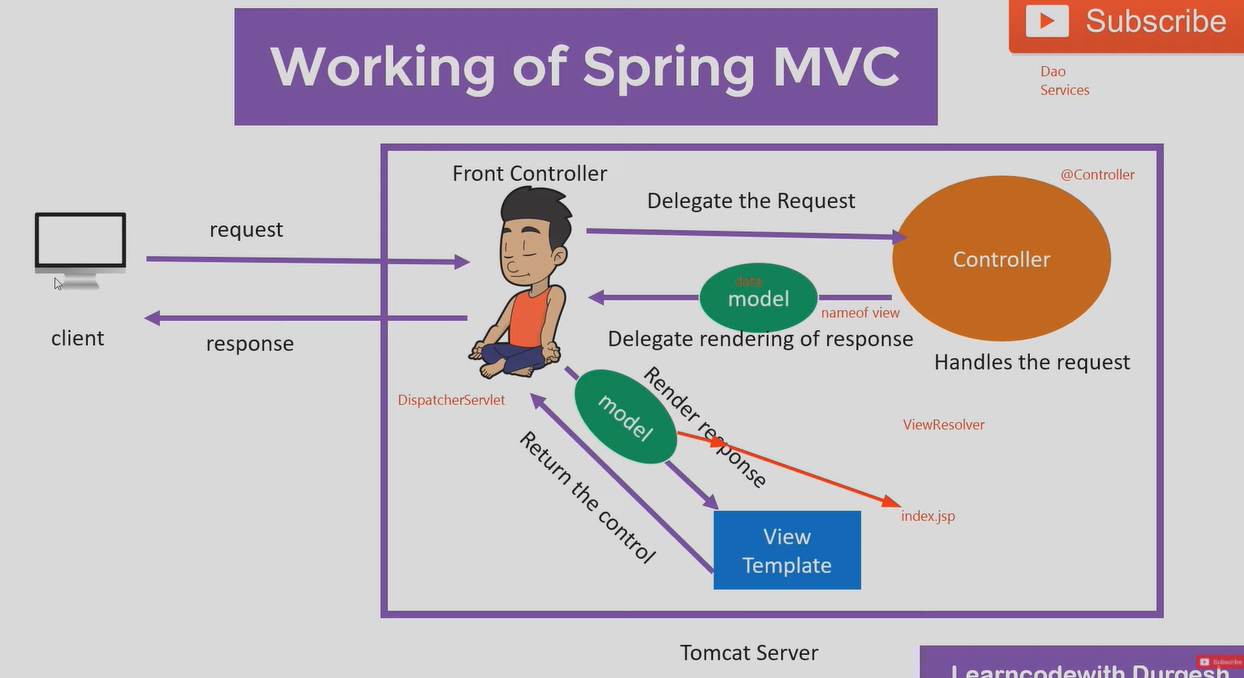 Subscribe
Working of Spring MVC
Dao
Services
Front Controller
@Controller
Delegate the Request
request
Controller
data
model
nameof view
client
response
Delegate rendering of response
Handles the request
DispatcherServlet
model
Render response
ViewResolver
Return the control
index.jsp
View
Template
Tomcat Server
Learncodewith Durgesh
Subscribe